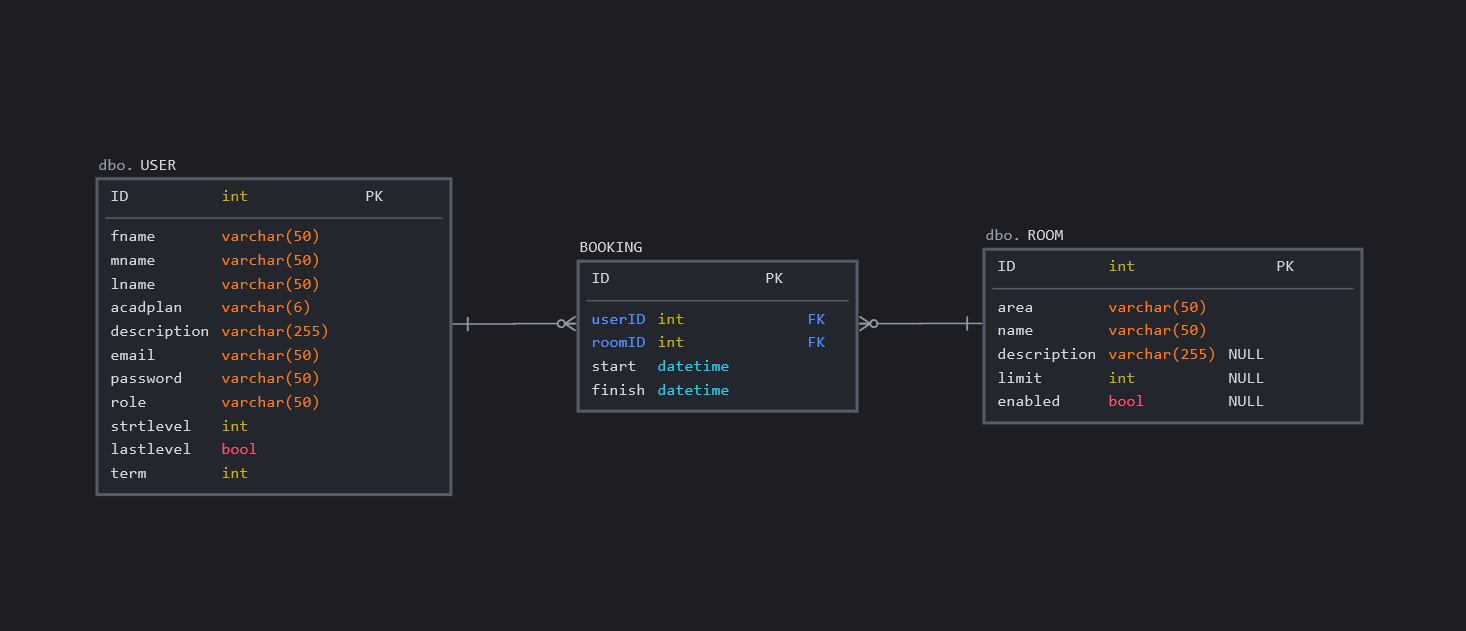 dbo. USER
ID int PK
fname varchar(50)
mname varchar(50)
lname varchar(50)
acadplan varchar(6)
description varchar(255)
email varchar(50)
password varchar(50)
role varchar(50)
strtlevel int
lastlevel bool
term int
BOOKING
ID PK
userID int FK
roomID int FK
start datetime
finish datetime
dbo. ROOM
ID int PK
area varchar(50)
name varchar(50)
description varchar(255) NULL
limit int NULL
enabled bool NULL